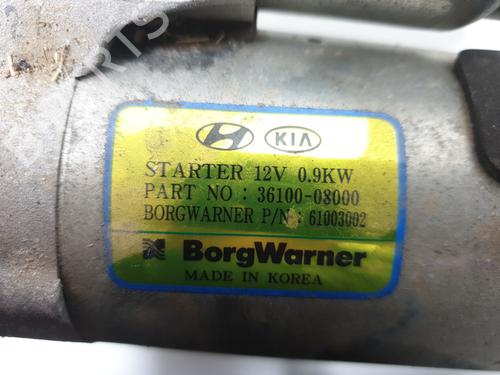 KIA
STARTER 12V 0.9KW
PART NO : 36100-08000
BORGWARNER P/N : 61003002
BorgWarner
MADE IN KOREA